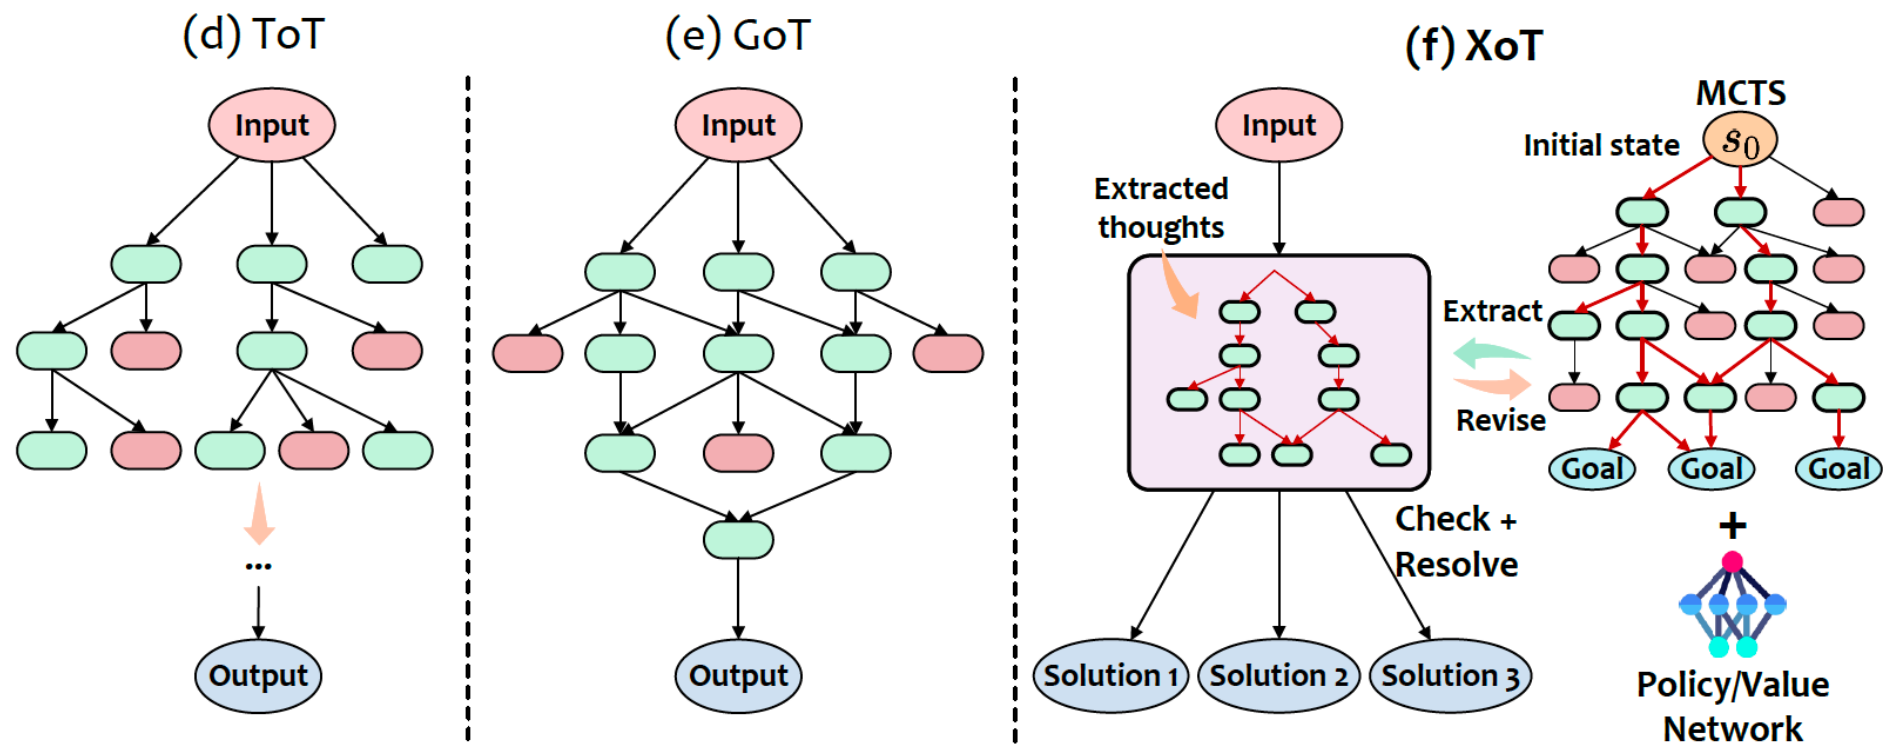 (d) ToT
Input
...
Output
(e) GoT
Input
Output
(f) XoT
Input
Extracted
thoughts
Check +
Resolve
Solution 1
Solution 2
Solution 3
MCTS
Initial state
s0
Extract
Revise
Goal
Goal
Goal
+
Policy/Value
Network